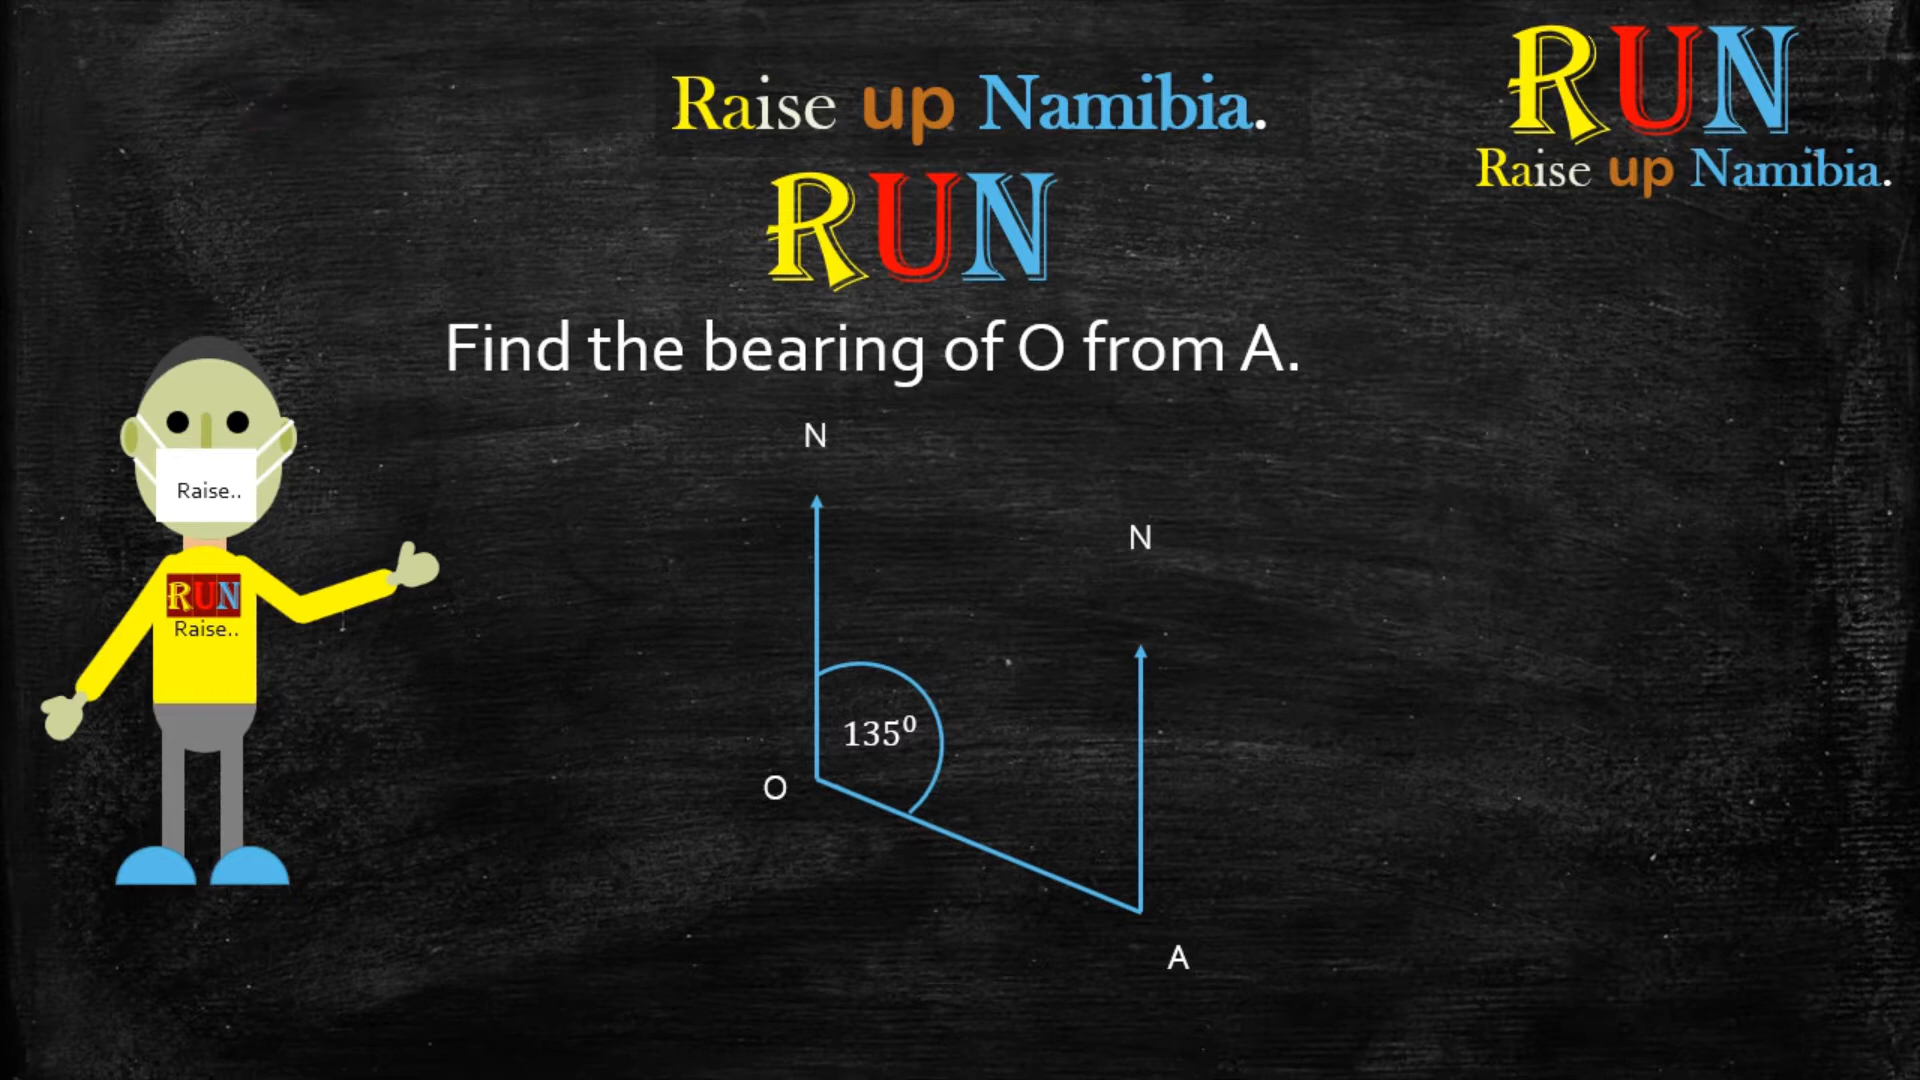 RUN
Raise up Namibia.
Raise up Namibia.
RUN
Find the bearing of O from A.
N
Raise..
N
RUN
Raise..
135⁰
O
A